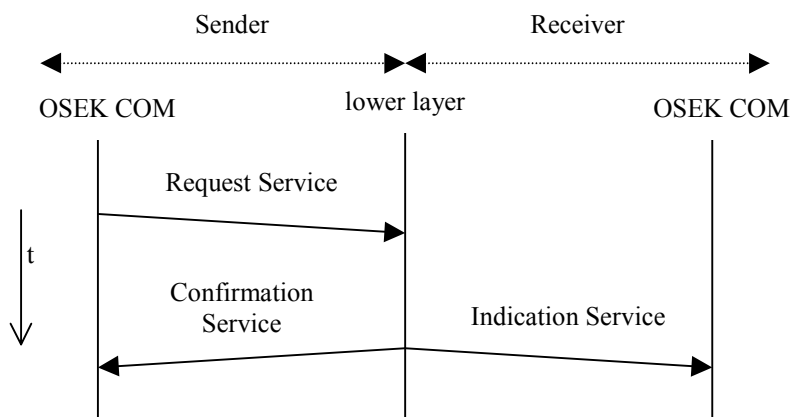 Sender
Receiver
OSEK COM
lower layer
OSEK COM
Request Service
t
Confirmation
Service
Indication Service